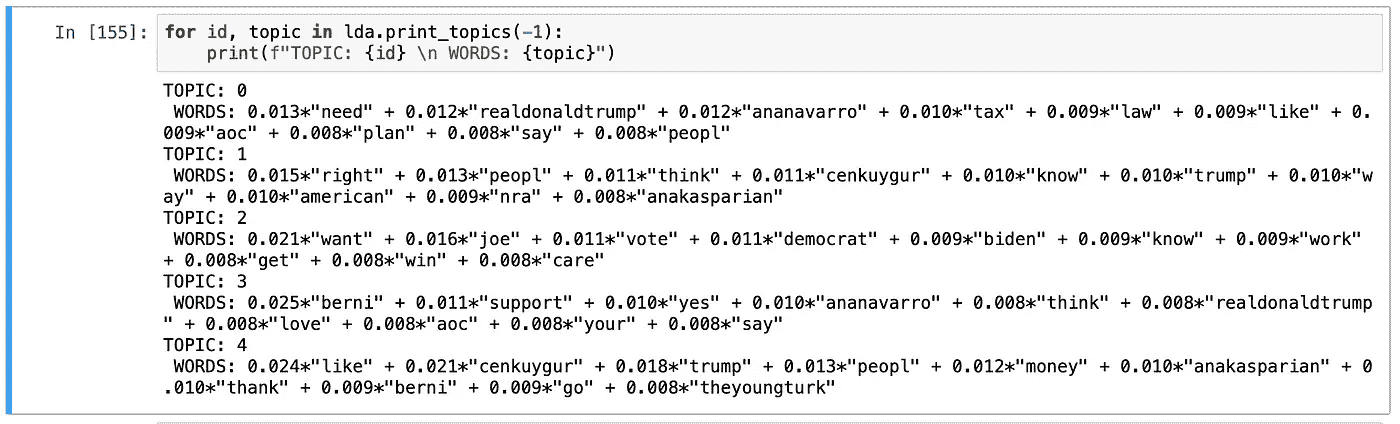 In [155]: for id, topic in lda.print_topics(-1):
print(f"TOPIC: {id} \n WORDS: {topic}")
TOPIC: 0
WORDS: 0.013*"need" + 0.012*"realdonaldtrump" + 0.012*"ananavarro" + 0.010*"tax" + 0.009*"law" + 0.009*"like" + 0.
009*"aoc" + 0.008*"plan" + 0.008*"say" + 0.008*"peopl"
TOPIC: 1
WORDS: 0.015*"right" + 0.013*"peopl" + 0.011*"think" + 0.011*"cenkuygur" + 0.010*"know" + 0.010*"trump" + 0.010*"w
ay" + 0.010*"american" + 0.009*"nra" + 0.008*"anakasparian"
TOPIC: 2
WORDS: 0.021*"want" + 0.016*"joe" + 0.011*"vote" + 0.011*"democrat" + 0.009*"biden" + 0.009*"know" + 0.009*"work"
+ 0.008*"get" + 0.008*"win" + 0.008*"care"
TOPIC: 3
WORDS: 0.025*"berni" + 0.011*"support" + 0.010*"yes" + 0.010*"ananavarro" + 0.008*"think" + 0.008*"realdonaldtrump
" + 0.008*"love" + 0.008*"aoc" + 0.008*"your" + 0.008*"say"
TOPIC: 4
WORDS: 0.024*"like" + 0.021*"cenkuygur" + 0.018*"trump" + 0.013*"peopl" + 0.012*"money" + 0.010*"anakasparian" + 0
.010*"thank" + 0.009*"berni" + 0.009*"go" + 0.008*"theyoungturk"